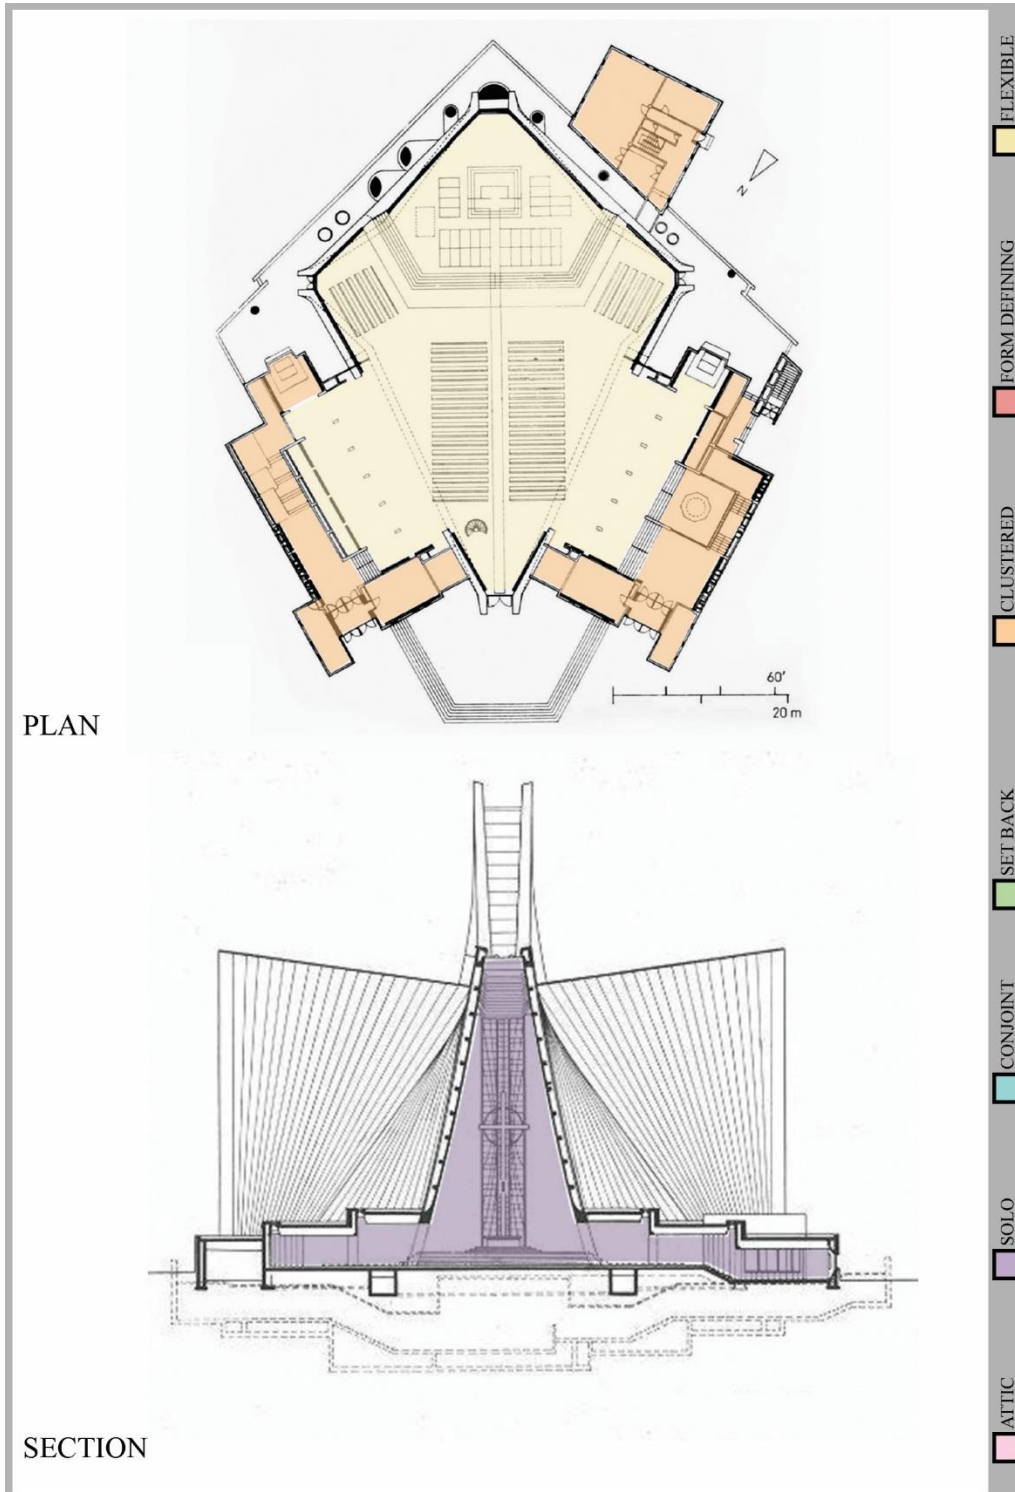 N
60'
20 m
PLAN
SECTION
FLEXIBLE
FORM DEFINING
CLUSTERED
SET BACK
CONJOINT
SOLO
ATTIC